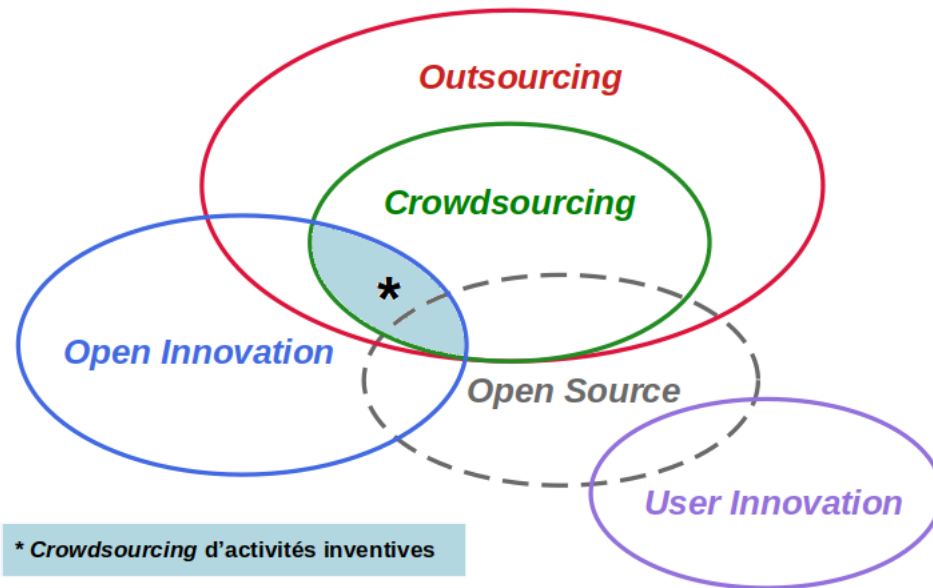 Outsourcing
Crowdsourcing
*
Open Innovation
Open Source
User Innovation
* Crowdsourcing d'activités inventives